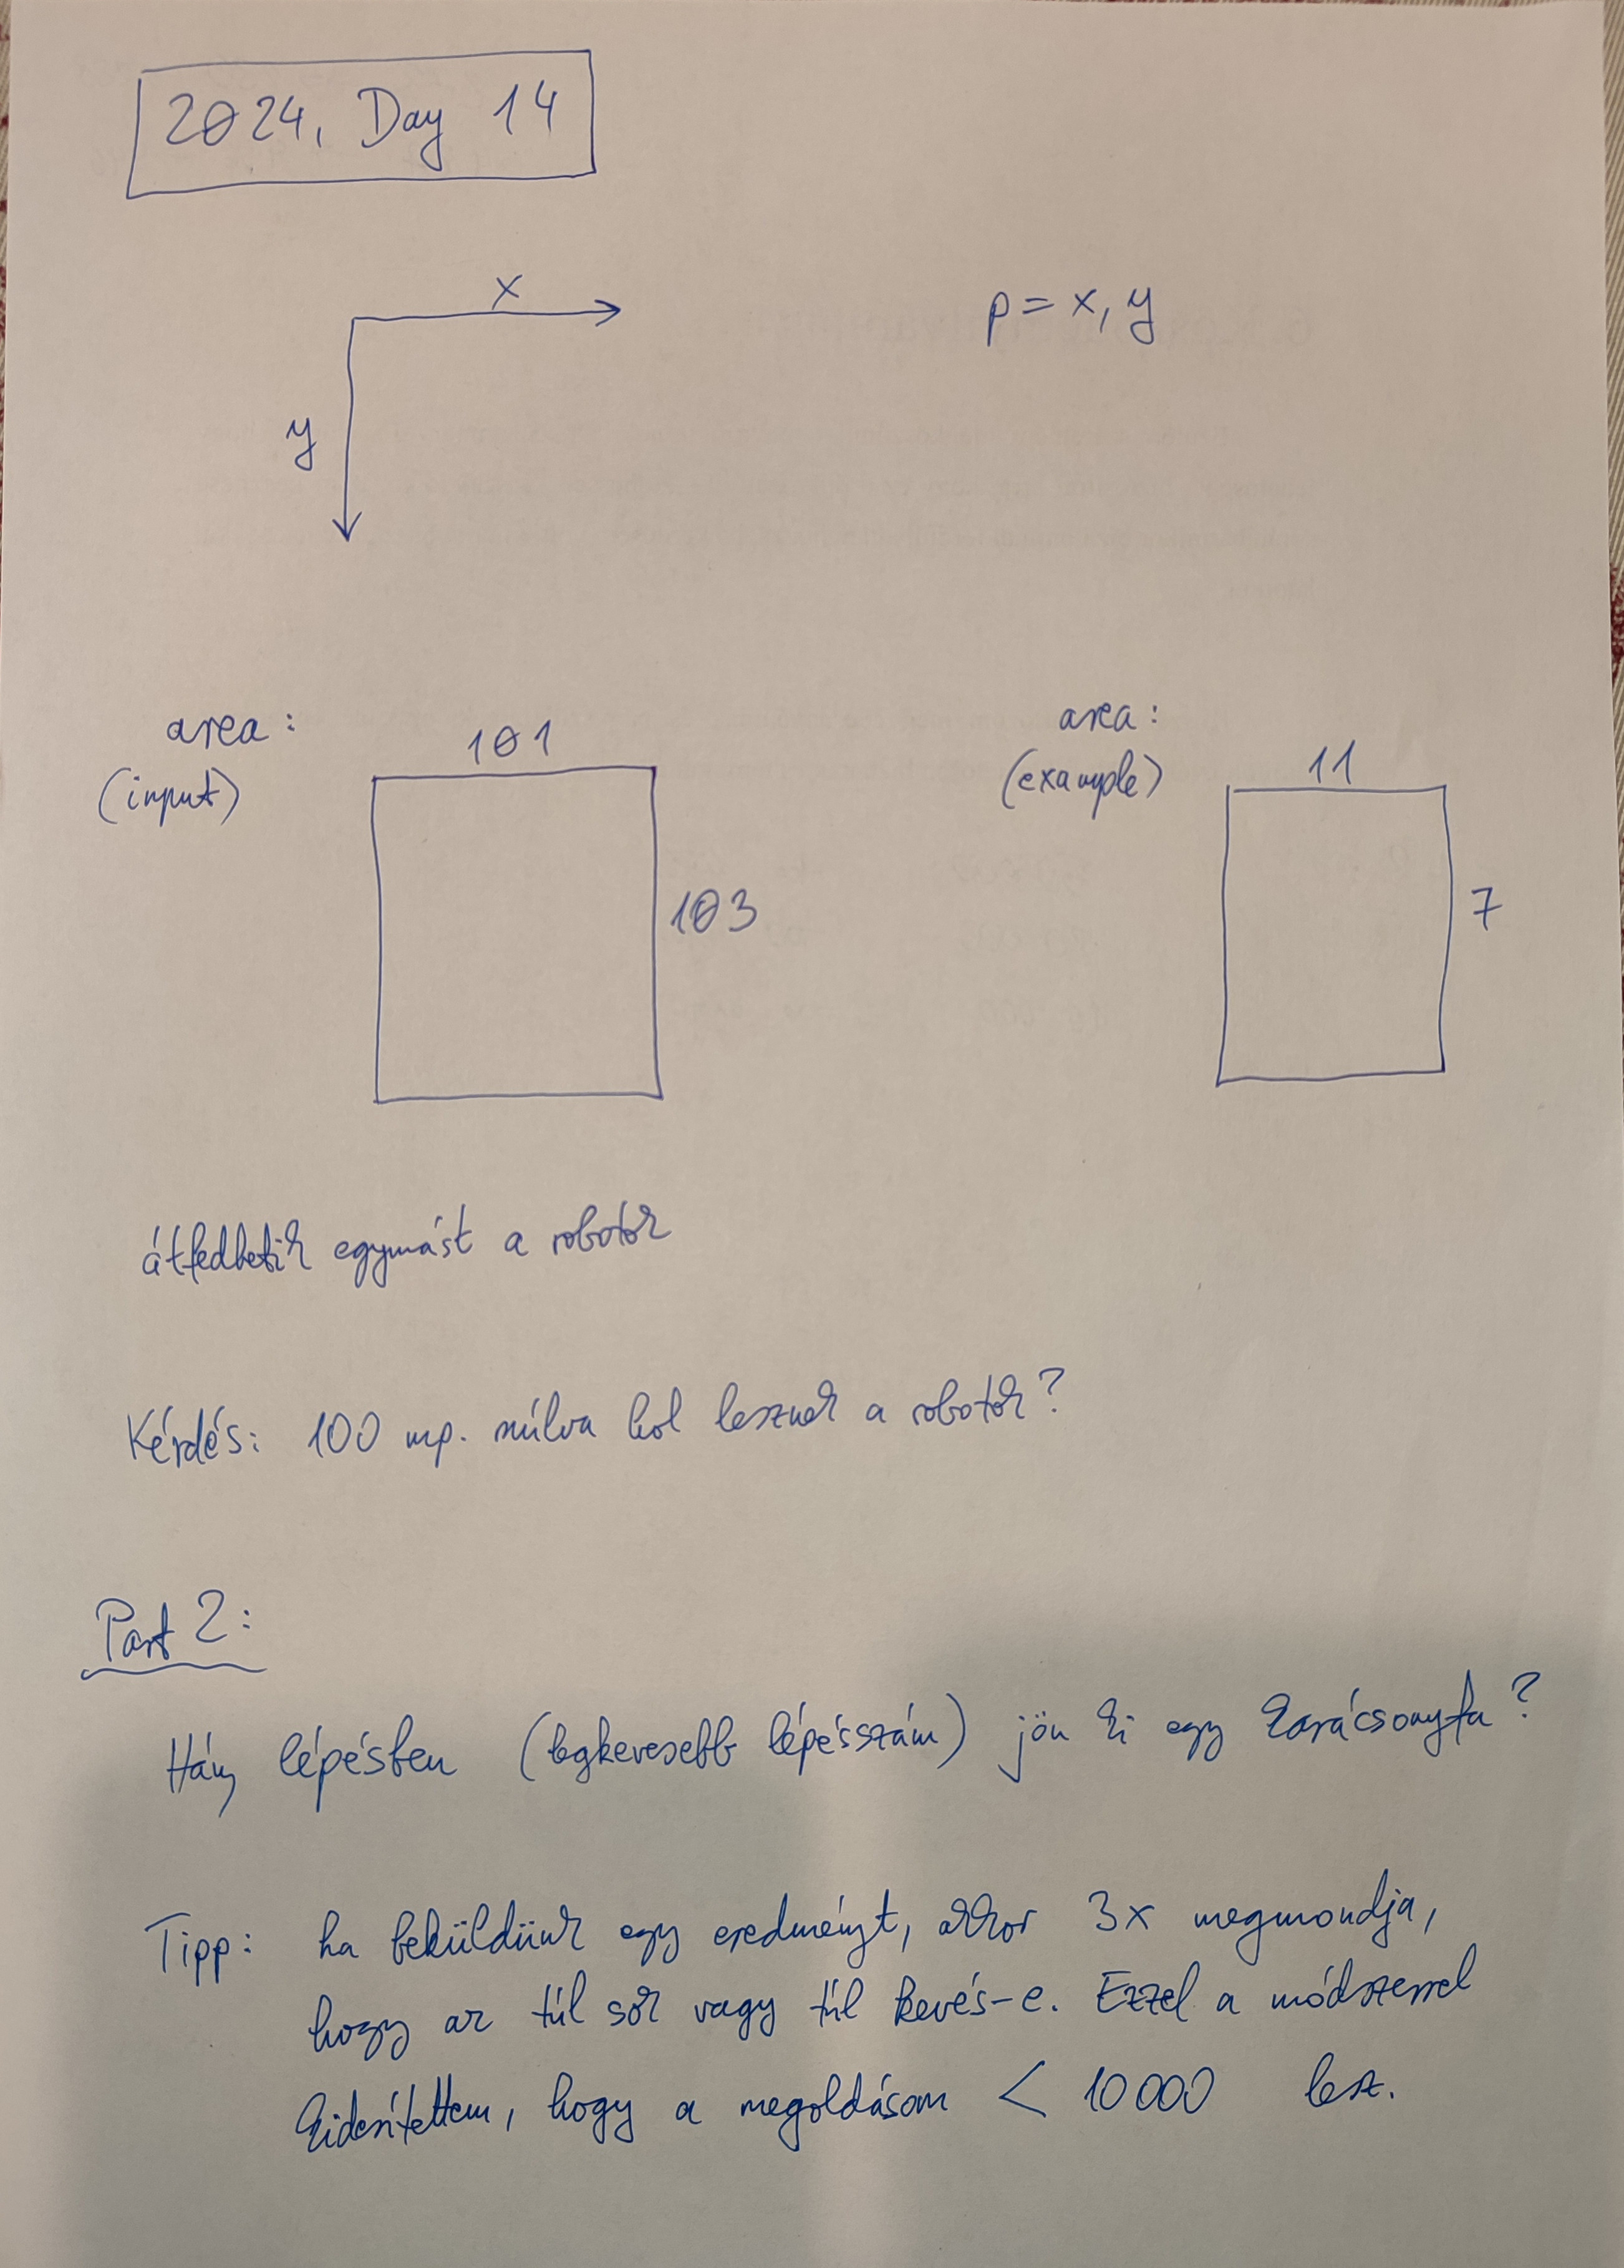 2024, Day 14
x
p = x, y
y
area:
(input)
101
103
area:
(example)
11
7
átfedhetik egymást a robotok
Kérdés: 100 mp. múlva hol lesznek a robotok?
Part 2:
Hány lépésben (legkevesebb lépésszám) jön ki egy karácsonyfa?
Tipp: ha beküldünk egy eredményt, akkor 3x megmondja,
hogy az túl sok vagy túl kevés-e. Ezzel a módszerrel
kiderítettem, hogy a megoldásom < 10000 lesz.